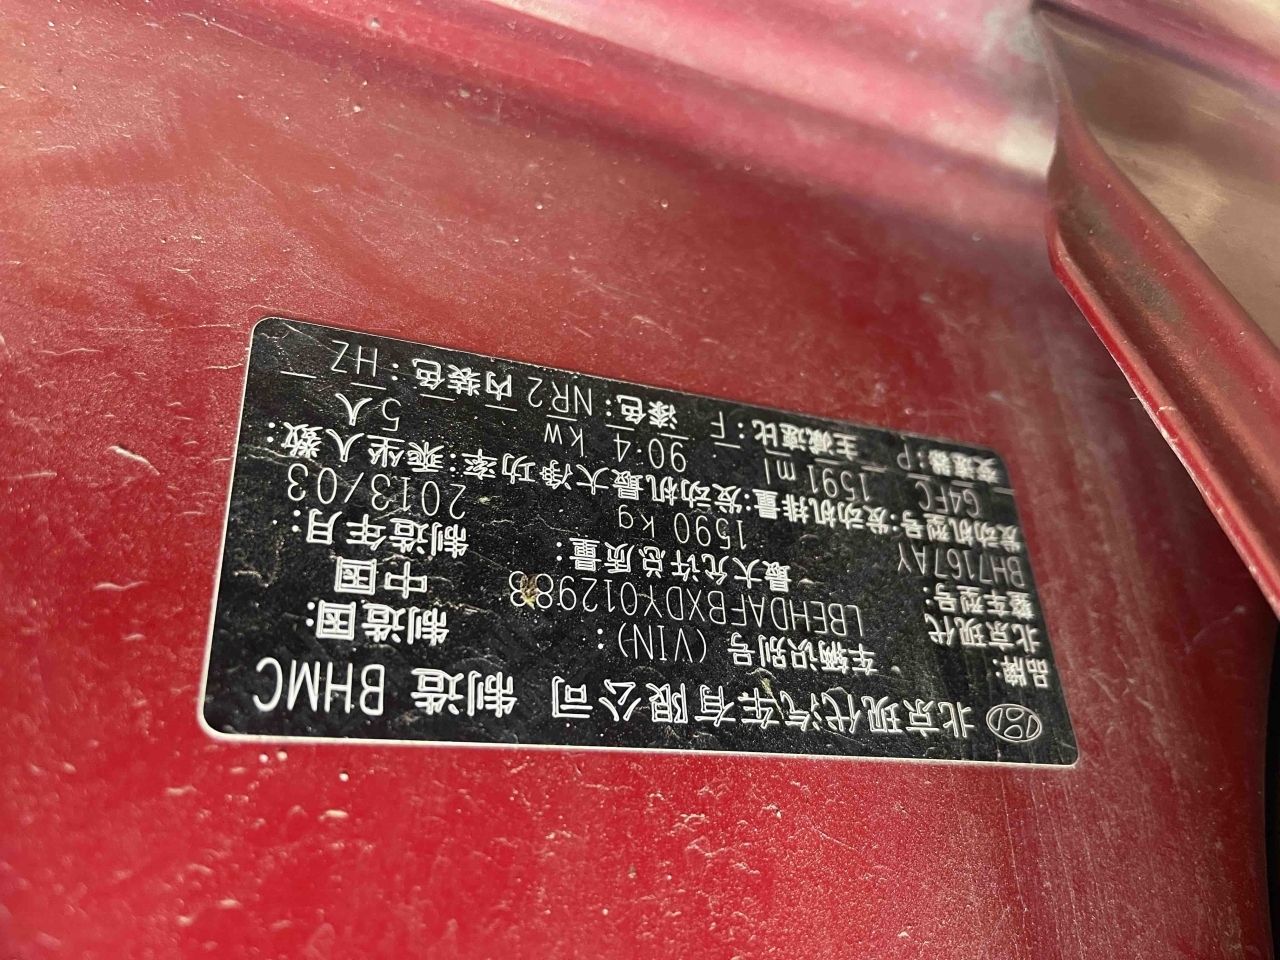 北京现代汽车有限公司 制造 BHMC
品牌: 车辆识别号 (VIN): 制造国:
北京现代 LBEHDAFBXDY012988 中国
整车型号: 最大允许总质量: 制造年月:
BH7167AY 1590 kg 2013/03
发动机型号: 发动机排量: 发动机最大净功率: 乘坐人数:
G4FC 1591ml 90.4 kw 5人
变速器: P 主减速比: F 漆色: NR2 内装色: HZ